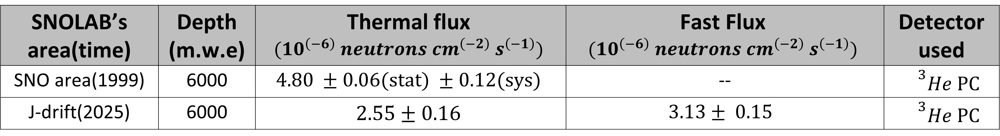 SNOLAB's area(time) Depth (m.w.e) Thermal flux (10^(−6) neutrons cm^(−2) s^(−1)) Fast Flux (10^(−6) neutrons cm^(−2) s^(−1)) Detector used
SNO area(1999) 6000 4.80 ± 0.06(stat) ± 0.12(sys) -- ³He PC
J-drift(2025) 6000 2.55 ± 0.16 3.13 ± 0.15 ³He PC